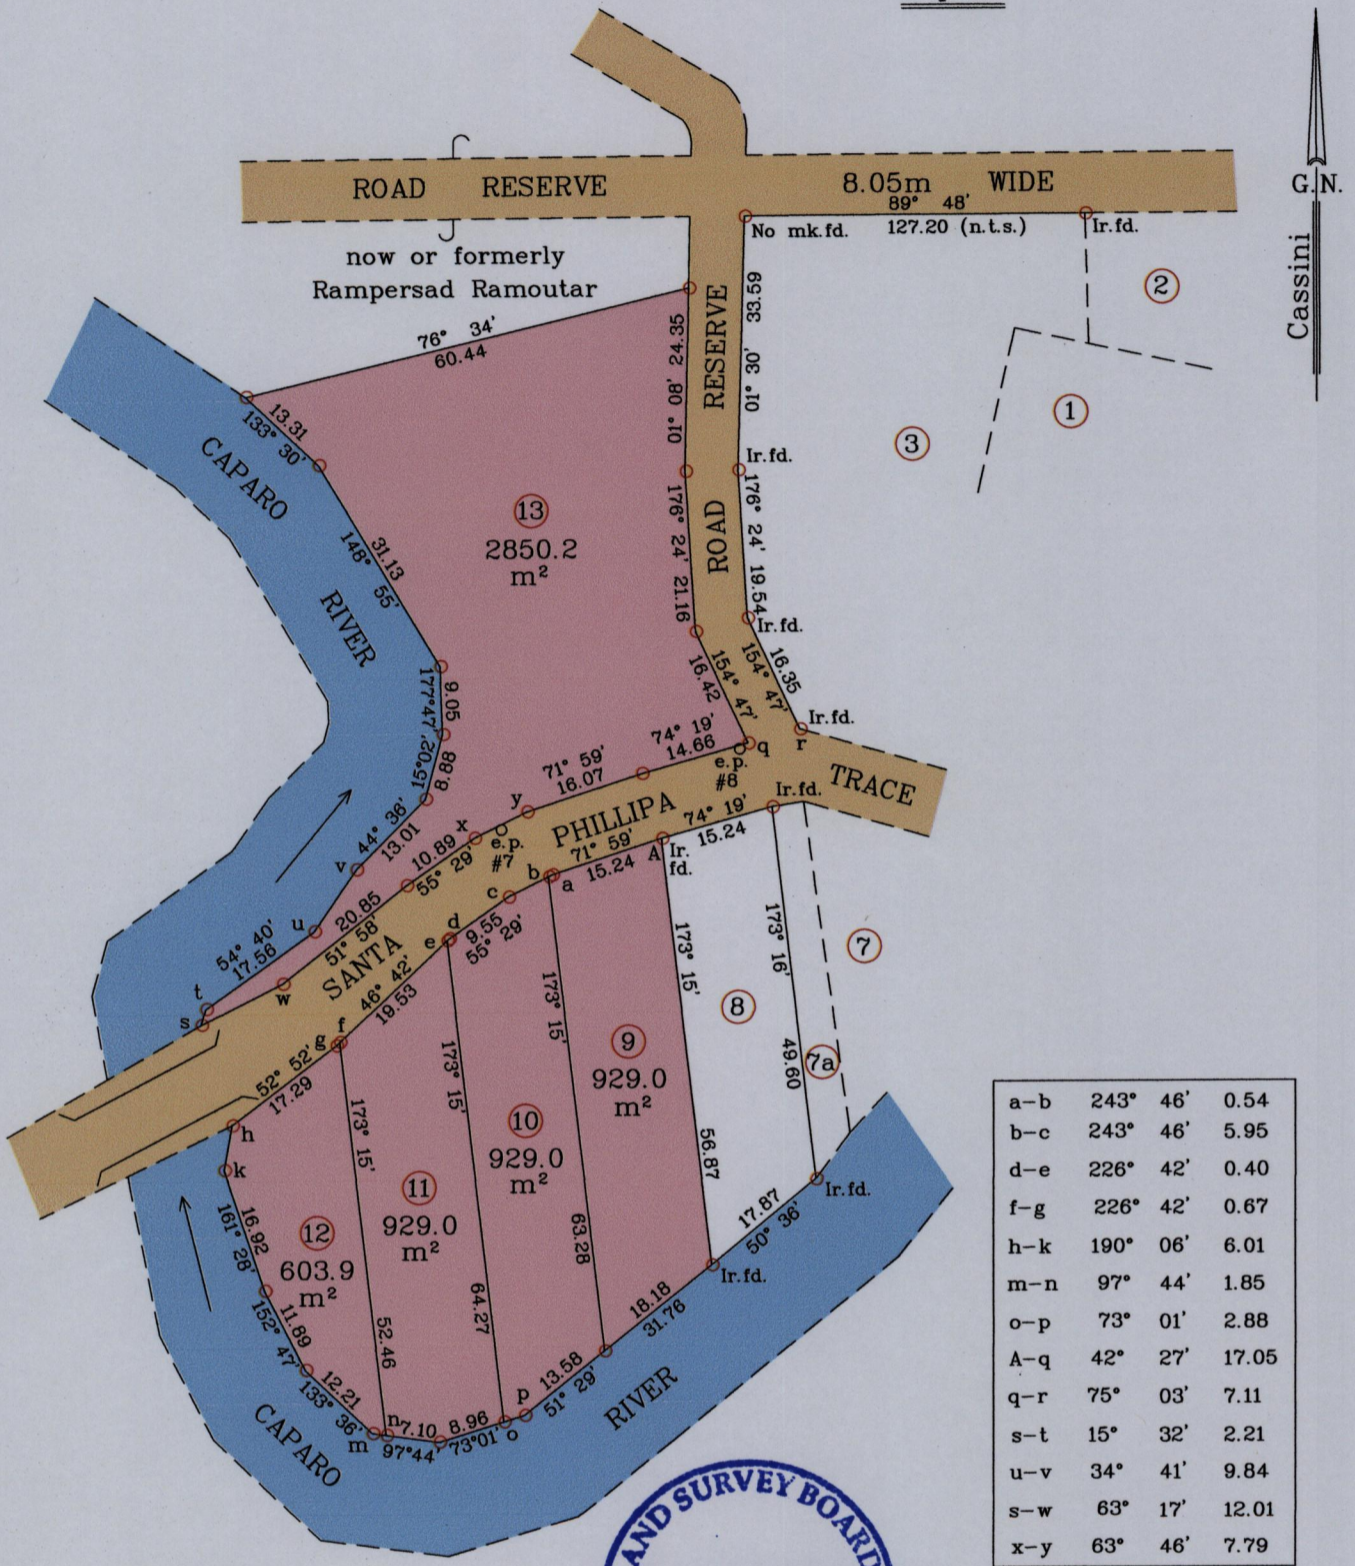 ROAD RESERVE 8.05m WIDE
89° 48'
127.20 (n.t.s.)
No mk.fd.
Ir.fd.
G.N.
Cassini
now or formerly
Rampersad Ramoutar
76° 34'
60.44
2
1
3
33.59
01° 30'
RESERVE
24.35
01° 08'
13.31
133° 30'
CAPARO
RIVER
31.13
148° 55'
13
2850.2
m²
Ir.fd.
176° 24' 21.16
ROAD
176° 24' 19.54
Ir.fd.
154° 47'
16.42
16.35
154° 47'
Ir.fd.
9.05
177°47'
15°02'
8.88
44° 36'
13.01
74° 19'
14.66
q
r
e.p.
#8
71° 59'
16.07
y
x
e.p.
#7
PHILLIPA
TRACE
Ir.fd.
74° 19'
15.24
A
Ir.
fd.
71° 59'
15.24
v
10.89
55° 29'
b
a
c
d
9.55
55° 29'
e
u
20.85
51° 58'
SANTA
54° 40'
17.56
t
s
w
46° 42'
19.53
f
g
52° 52'
17.29
h
k
7
8
7a
173° 16'
49.60
173° 15'
56.87
9
929.0
m²
173° 15'
63.28
10
929.0
m²
173° 15'
64.27
11
929.0
m²
173° 15'
52.46
12
603.9
m²
16.92
161° 28'
11.89
152° 47'
12.21
133° 36'
m
n
7.10
97°44'
8.96
73°01'
o
p
13.58
51° 29'
18.18
31.76
Ir.fd.
17.87
50° 36'
Ir.fd.
RIVER
CAPARO
a-b 243° 46' 0.54
b-c 243° 46' 5.95
d-e 226° 42' 0.40
f-g 226° 42' 0.67
h-k 190° 06' 6.01
m-n 97° 44' 1.85
o-p 73° 01' 2.88
A-q 42° 27' 17.05
q-r 75° 03' 7.11
s-t 15° 32' 2.21
u-v 34° 41' 9.84
s-w 63° 17' 12.01
x-y 63° 46' 7.79
AND SURVEY BOARD